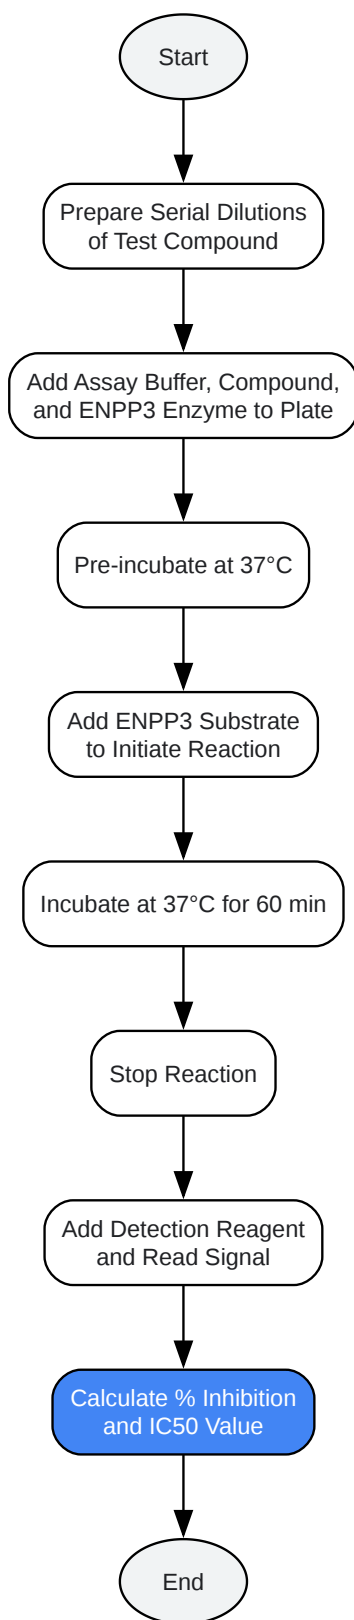 Start
Prepare Serial Dilutions
of Test Compound
Add Assay Buffer, Compound,
and ENPP3 Enzyme to Plate
Pre-incubate at 37°C
Add ENPP3 Substrate
to Initiate Reaction
Incubate at 37°C for 60 min
Stop Reaction
Add Detection Reagent
and Read Signal
Calculate % Inhibition
and IC50 Value
End